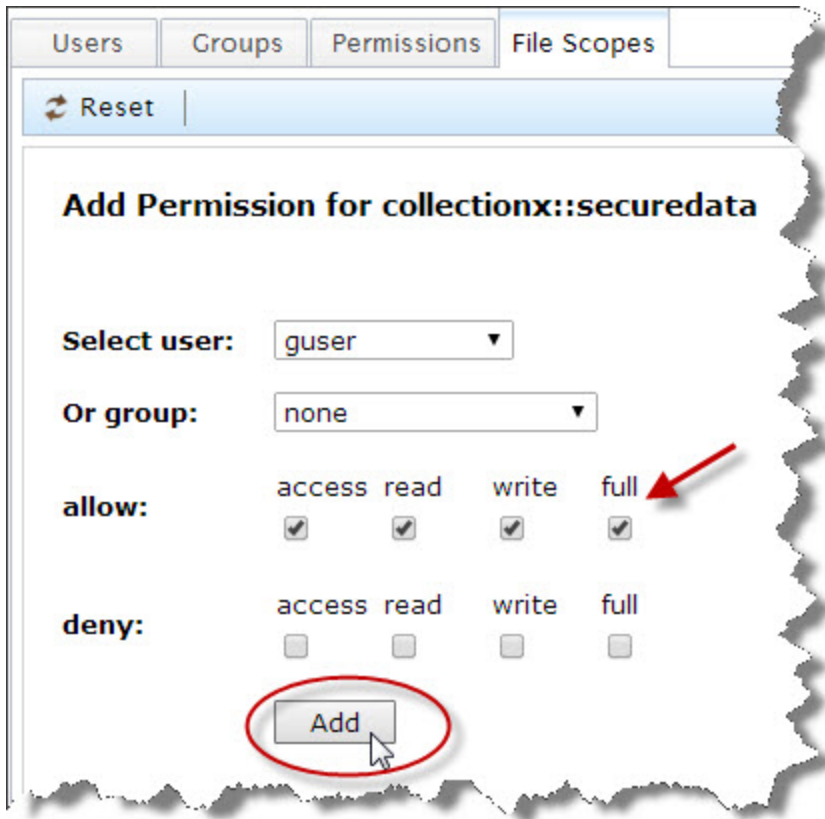 Users Groups Permissions File Scopes
Reset
Add Permission for collectionx::securedata
Select user: guser
Or group: none
access read write full
allow:
access read write full
deny:
Add